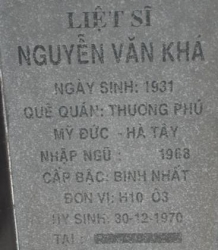 LIỆT SĨ
NGUYỄN VĂN KHÁ
NGÀY SINH: 1931
QUÊ QUÁN: THUONG PHÚ
MỸ ĐỨC - HÀ TÂY
NHẬP NGŨ : 1968
CẤP BẬC: BINH NHẤT
ĐƠN VỊ: H10 Ô3
HY SINH: 30-12-1970
TẠI :